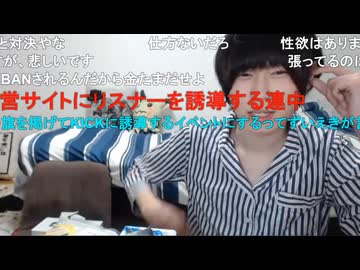 と対決やな
仕方ないだろ
性欲はありま
が、悲しいです
張ってるのに
BANされるんだから金たまだせよ
営サイトにリスナーを誘導する連中
旗を掲げてKICKに誘導するイベントにするってすいえきが